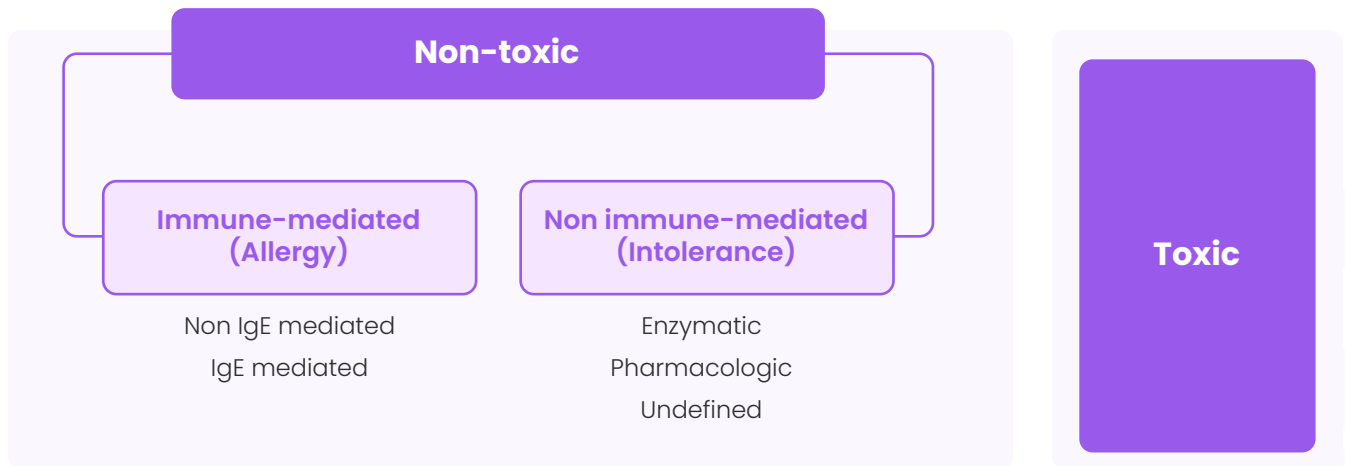 Non-toxic
Immune-mediated
(Allergy)
Non IgE mediated
IgE mediated
Non immune-mediated
(Intolerance)
Enzymatic
Pharmacologic
Undefined
Toxic